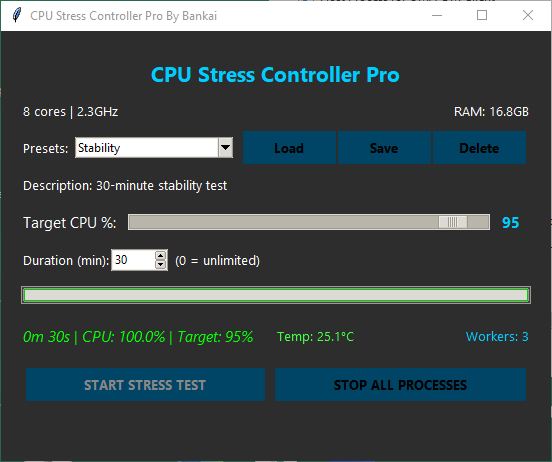 CPU Stress Controller Pro By Bankai
CPU Stress Controller Pro
8 cores | 2.3GHz RAM: 16.8GB
Presets: Stability Load Save Delete
Description: 30-minute stability test
Target CPU %: 95
Duration (min): 30 (0 = unlimited)
0m 30s | CPU: 100.0% | Target: 95% Temp: 25.1°C Workers: 3
START STRESS TEST STOP ALL PROCESSES